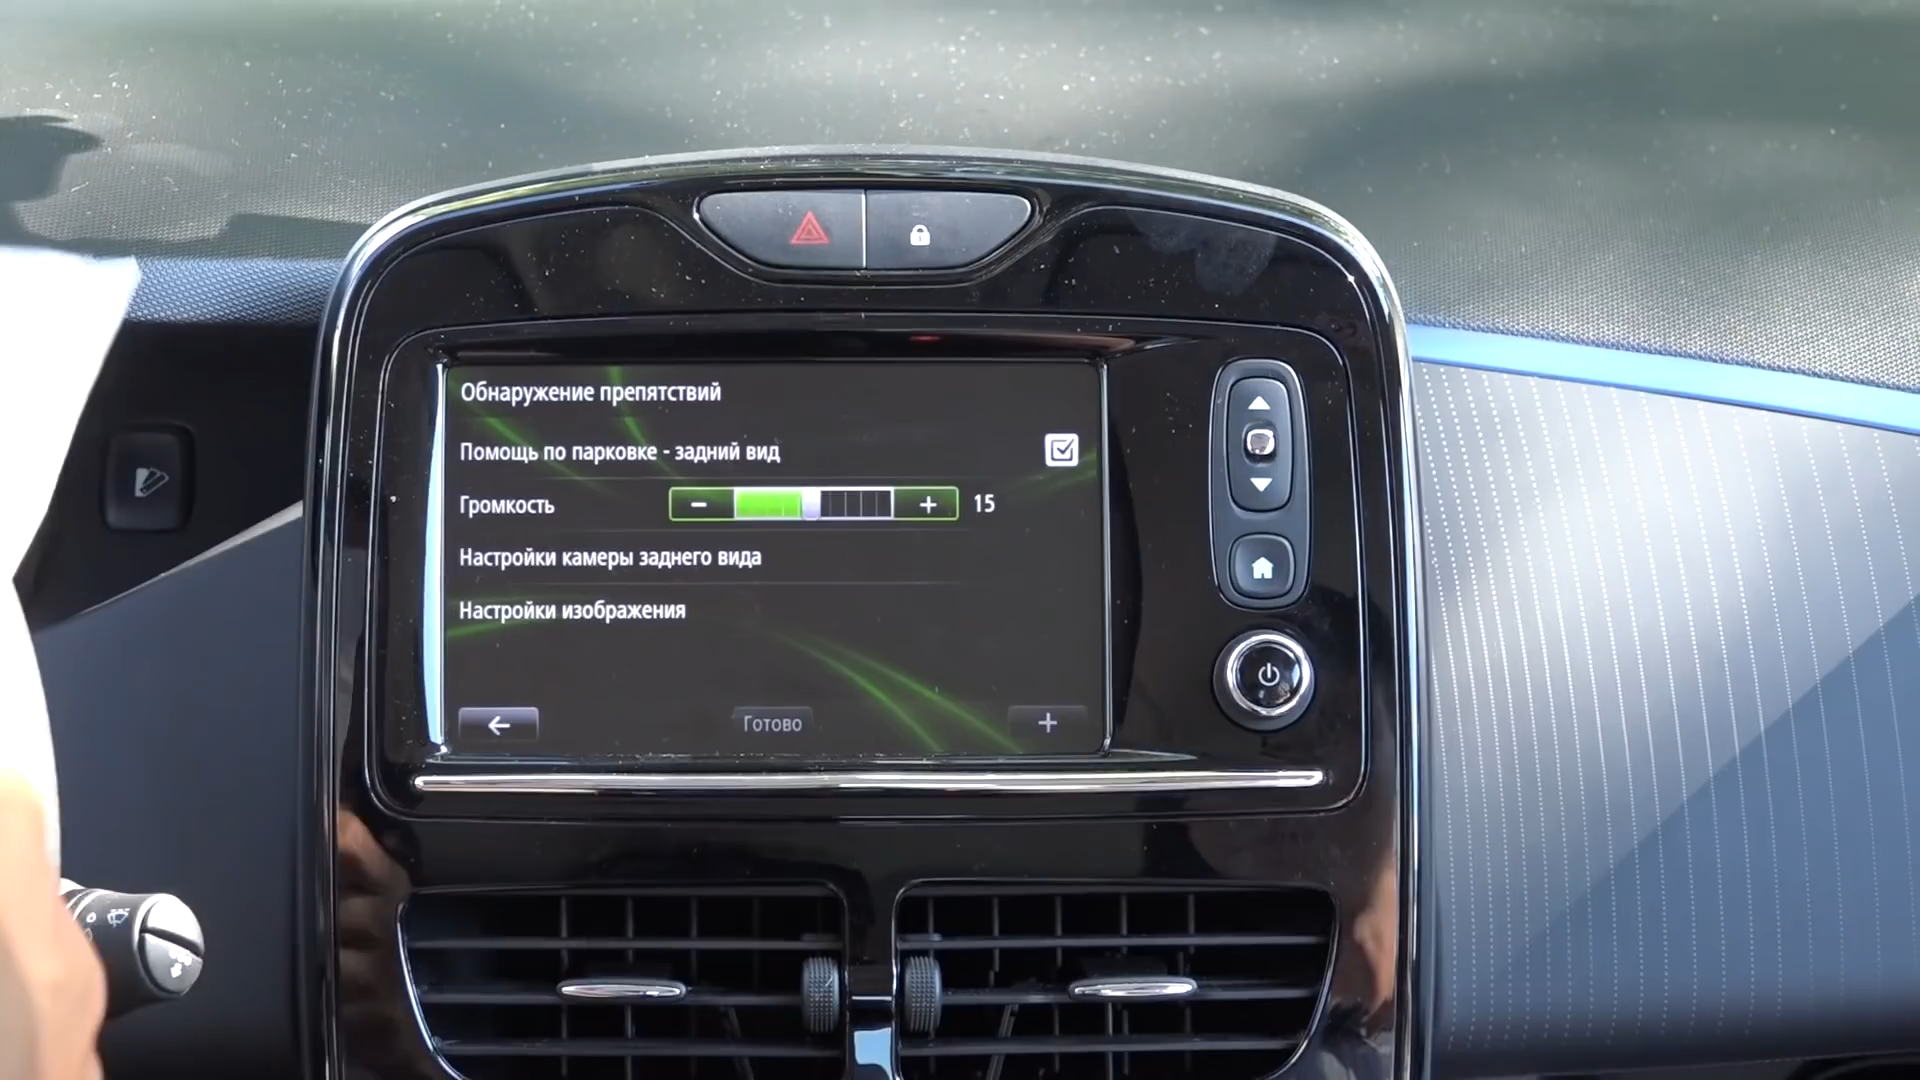 Обнаружение препятствий
Помощь по парковке - задний вид
Громкость − + 15
Настройки камеры заднего вида
Настройки изображения
Готово +